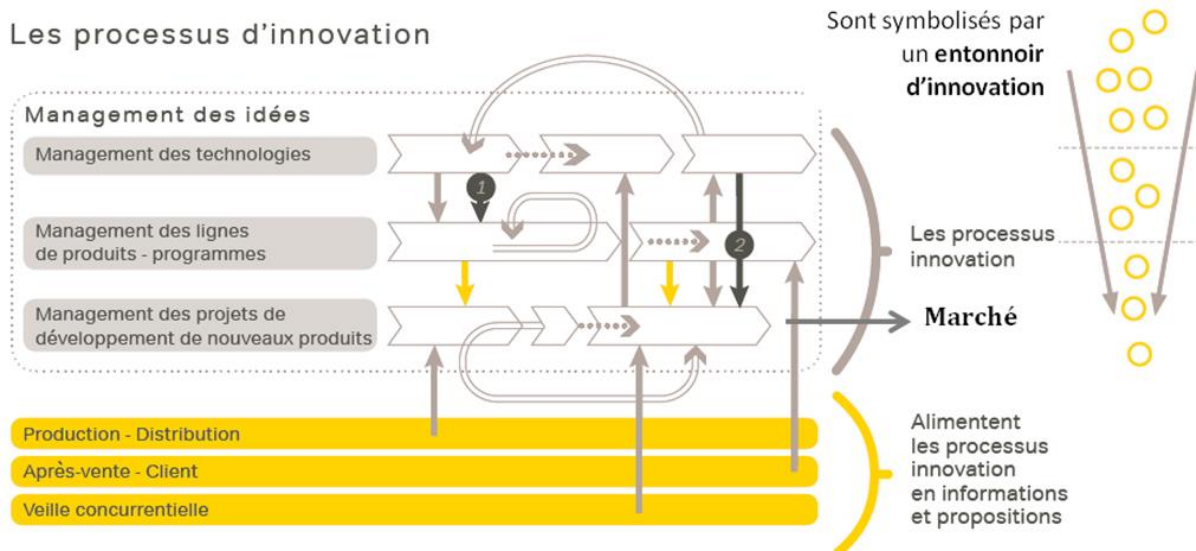 Les processus d’innovation
Sont symbolisés par
un entonnoir
d’innovation
Management des idées
Management des technologies
1
Management des lignes
de produits - programmes
2
Les processus
innovation
Management des projets de
développement de nouveaux produits
Marché
Production - Distribution
Après-vente - Client
Veille concurrentielle
Alimentent
les processus
innovation
en informations
et propositions